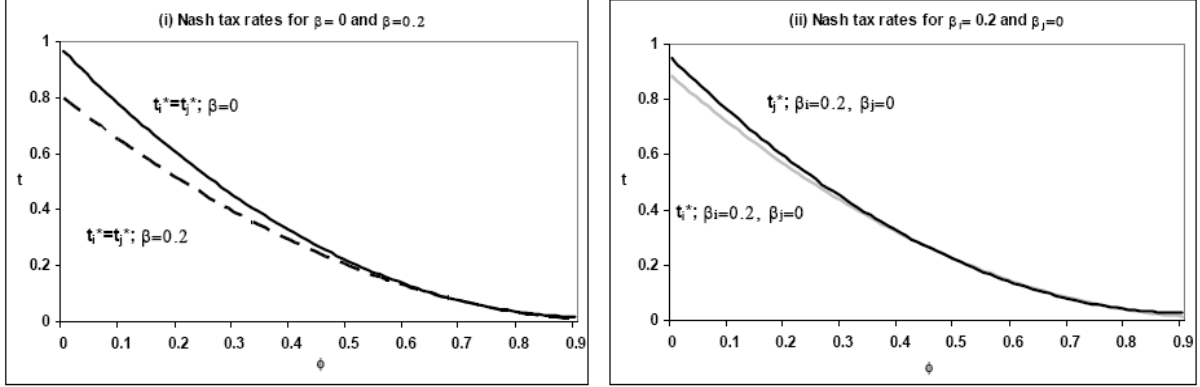 (i) Nash tax rates for β= 0 and β=0.2
1
0.8
0.6
t
0.4
0.2
0
tᵢ*=tⱼ*; β=0
tᵢ*=tⱼ*; β=0.2
0 0.1 0.2 0.3 0.4 0.5 0.6 0.7 0.8 0.9
ϕ
(ii) Nash tax rates for βᵢ= 0.2 and βⱼ=0
1
0.8
0.6
t
0.4
0.2
0
tⱼ*; βi=0.2, βj=0
tᵢ*; βi=0.2, βj=0
0 0.1 0.2 0.3 0.4 0.5 0.6 0.7 0.8 0.9
ϕ